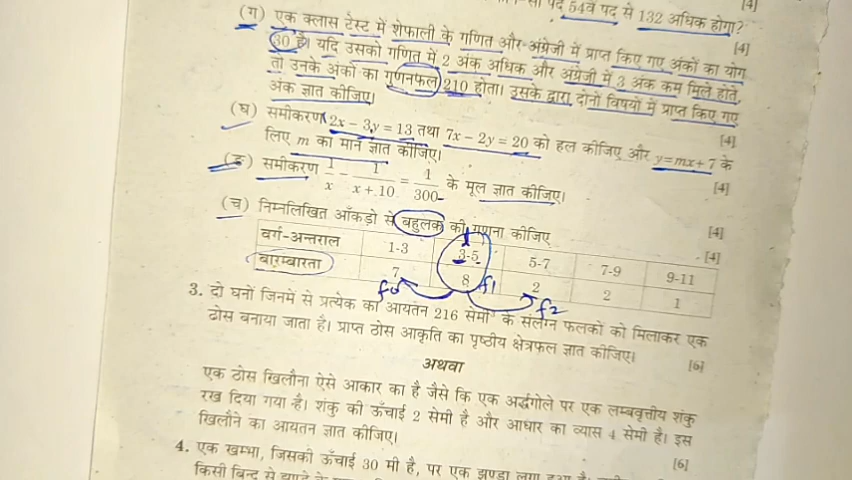 पद 54वें पद से 132 अधिक होगा?
[4]
(ग) एक क्लास टेस्ट में शेफाली के गणित और अंग्रेजी में प्राप्त किए गए अंकों का योग
30 है। यदि उसको गणित में 2 अंक अधिक और अंग्रेजी में 3 अंक कम मिले होते,
तो उनके अंकों का गुणनफल 210 होता। उसके द्वारा दोनों विषयों में प्राप्त किए गए
अंक ज्ञात कीजिए।
[4]
(घ) समीकरण 2x − 3y = 13 तथा 7x − 2y = 20 को हल कीजिए और y=mx+7 के
लिए m का मान ज्ञात कीजिए।
[4]
(ङ) समीकरण 1/x − 1/(x+10) = 1/300 के मूल ज्ञात कीजिए।
[4]
(च) निम्नलिखित आँकड़ों से बहुलक की गणना कीजिए
[4]
वर्ग-अन्तराल 1-3 3-5 5-7 7-9 9-11
[4]
बारम्बारता 7 8 2 2 1
f0 f1 f2
3. दो घनों जिनमें से प्रत्येक का आयतन 216 सेमी³ के संलग्न फलकों को मिलाकर एक
ठोस बनाया जाता है। प्राप्त ठोस आकृति का पृष्ठीय क्षेत्रफल ज्ञात कीजिए।
[6]
अथवा
एक ठोस खिलौना ऐसे आकार का है जैसे कि एक अर्द्धगोले पर एक लम्बवृत्तीय शंकु
रख दिया गया है। शंकु की ऊँचाई 2 सेमी है और आधार का व्यास 4 सेमी है। इस
खिलौने का आयतन ज्ञात कीजिए।
[6]
4. एक खम्भा, जिसकी ऊँचाई 30 मी है, पर एक झण्डा लगा हुआ है।
किसी बिन्दु से झण्डे के